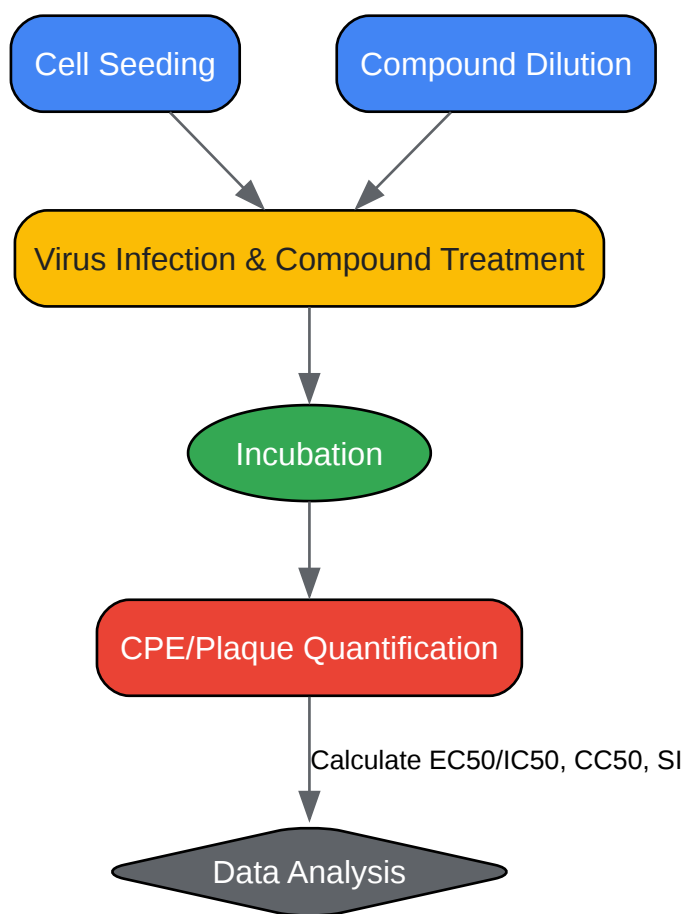 Cell Seeding
Compound Dilution
Virus Infection & Compound Treatment
Incubation
CPE/Plaque Quantification
Calculate EC50/IC50, CC50, SI
Data Analysis